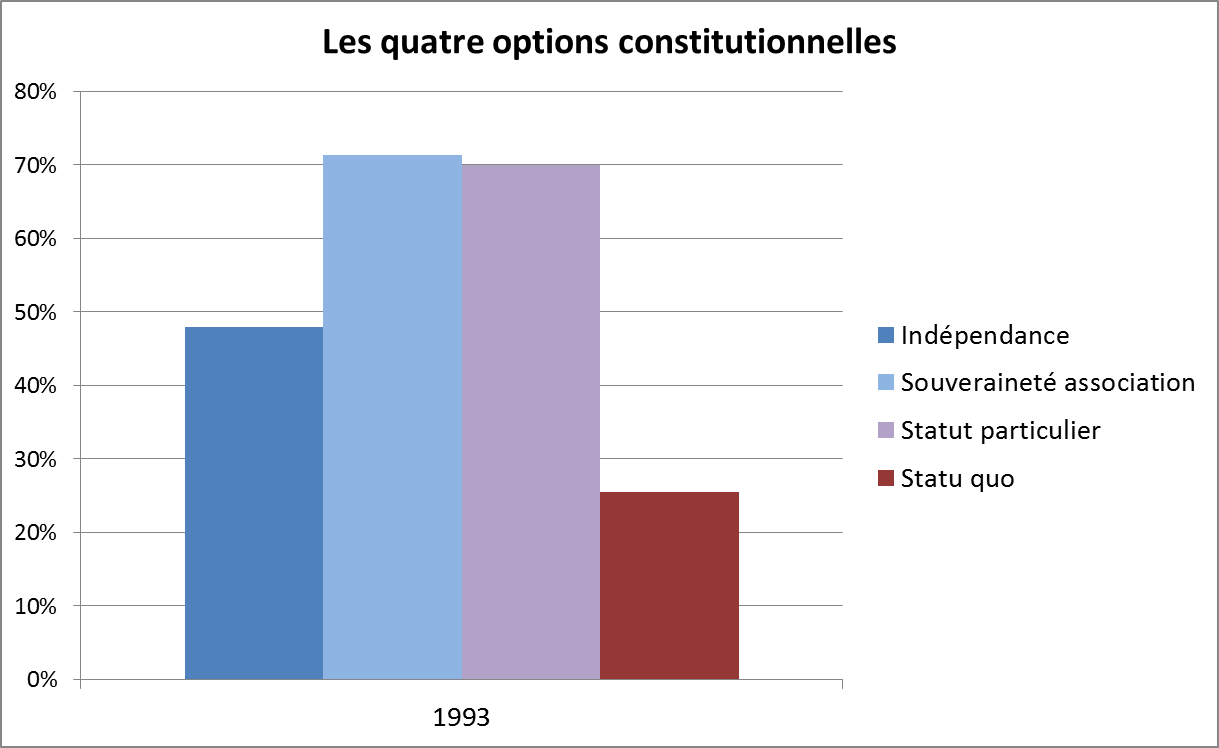 Les quatre options constitutionnelles
80%
70%
60%
50%
40%
30%
20%
10%
0%
1993
Indépendance
Souveraineté association
Statut particulier
Statu quo